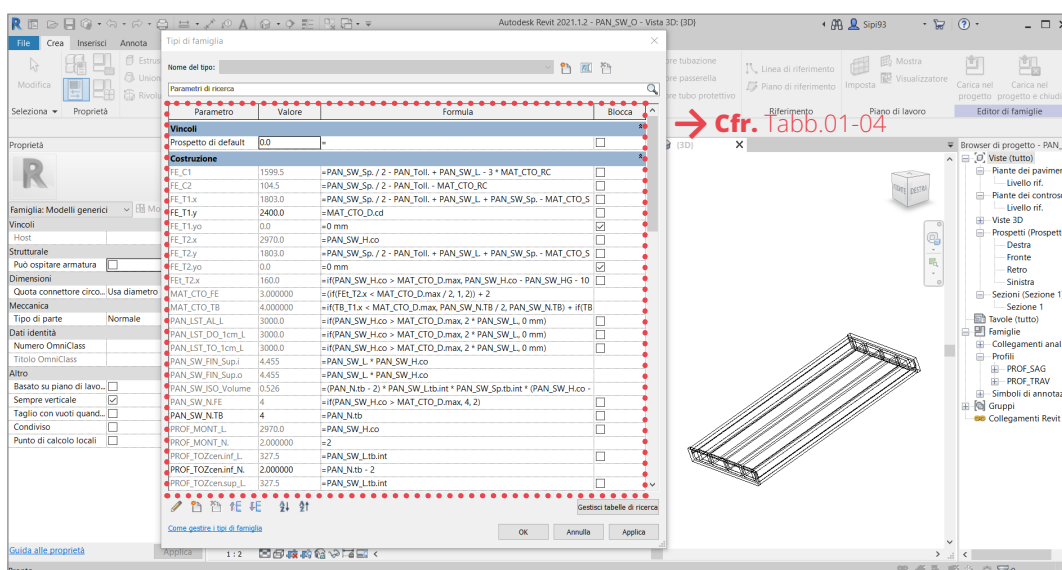 Autodesk Revit 2021.1.2 - PAN_SW_O - Vista 3D: {3D}
Sipi93
File Crea Inserisci Annota
Tipi di famiglia
Modifica
Estrus
Union
Rivolu
Seleziona Proprietà
Nome del tipo:
Parametri di ricerca
Parametro Valore Formula Blocca
Vincoli
Prospetto di default 0.0 =
Costruzione
FE_C1 1599.5 =PAN_SW_Sp. / 2 - PAN_Toll. + PAN_SW_L. - 3 * MAT_CTO_RC
FE_C2 104.5 =PAN_SW_Sp. / 2 - PAN_Toll. - MAT_CTO_RC
FE_T1.x 1803.0 =PAN_SW_Sp. / 2 - PAN_Toll. + PAN_SW_L. + PAN_SW_Sp. - MAT_CTO_S
FE_T1.y 2400.0 =MAT_CTO_D.cd
FE_T1.yo 0.0 =0 mm
FE_T2.x 2970.0 =PAN_SW_H.co
FE_T2.y 1803.0 =PAN_SW_Sp. / 2 - PAN_Toll. + PAN_SW_L. + PAN_SW_Sp. - MAT_CTO_S
FE_T2.yo 0.0 =0 mm
FEt_T2.x 160.0 =if(PAN_SW_H.co > MAT_CTO_D.max, PAN_SW_H.co - PAN_SW_HG - 10
MAT_CTO_FE 3.000000 =(if(FEt_T2.x < MAT_CTO_D.max / 2, 1, 2)) + 2
MAT_CTO_TB 4.000000 =if(TB_T1.x < MAT_CTO_D.max, PAN_SW_N.TB / 2, PAN_SW_N.TB) + if(TB
PAN_LST_AL_L 3000.0 =if(PAN_SW_H.co > MAT_CTO_D.max, 2 * PAN_SW_L., 0 mm)
PAN_LST_DO_1cm_L 3000.0 =if(PAN_SW_H.co > MAT_CTO_D.max, 2 * PAN_SW_L., 0 mm)
PAN_LST_TO_1cm_L 3000.0 =if(PAN_SW_H.co > MAT_CTO_D.max, 2 * PAN_SW_L., 0 mm)
PAN_SW_FIN_Sup.i 4.455 =PAN_SW_L. * PAN_SW_H.co
PAN_SW_FIN_Sup.o 4.455 =PAN_SW_L. * PAN_SW_H.co
PAN_SW_ISO_Volume 0.526 =(PAN_N.tb - 2) * PAN_SW_L.tb.int * PAN_SW_Sp.tb.int * (PAN_SW_H.co -
PAN_SW_N.FE 4 =if(PAN_SW_H.co > MAT_CTO_D.max, 4, 2)
PAN_SW_N.TB 4 =PAN_N.tb
PROF_MONT_L. 2970.0 =PAN_SW_H.co
PROF_MONT_N. 2.000000 =2
PROF_TOZcen.inf_L. 327.5 =PAN_SW_L.tb.int
PROF_TOZcen.inf_N. 2.000000 =PAN_N.tb - 2
PROF_TOZcen.sup_L. 327.5 =PAN_SW_L.tb.int
Gestisci tabelle di ricerca
Come gestire i tipi di famiglia
OK Annulla Applica
ore tubazione
re passerella
re tubo protettivo
Linea di riferimento
Piano di riferimento
Riferimento
Imposta
Mostra
Visualizzatore
Piano di lavoro
Carica nel progetto
Carica nel progetto e chiudi
Editor di famiglie
Cfr. Tabb.01-04
{3D}
Proprietà
Famiglia: Modelli generici
Vincoli
Host
Strutturale
Può ospitare armatura
Dimensioni
Quota connettore circo... Usa diametro
Meccanica
Tipo di parte Normale
Dati identità
Numero OmniClass
Titolo OmniClass
Altro
Basato su piano di lavo...
Sempre verticale
Taglio con vuoti quand...
Condiviso
Punto di calcolo locali
Guida alle proprietà Applica
1 : 2
DESTRA
Browser di progetto - PAN_
Viste (tutto)
Piante dei pavimen
Livello rif.
Piante dei controso
Livello rif.
Viste 3D
Prospetti (Prospett
Destra
Fronte
Retro
Sinistra
Sezioni (Sezione 1)
Sezione 1
Tavole (tutto)
Famiglie
Collegamenti anal
Profili
PROF_SAG
PROF_TRAV
Simboli di annotaz
Gruppi
Collegamenti Revit